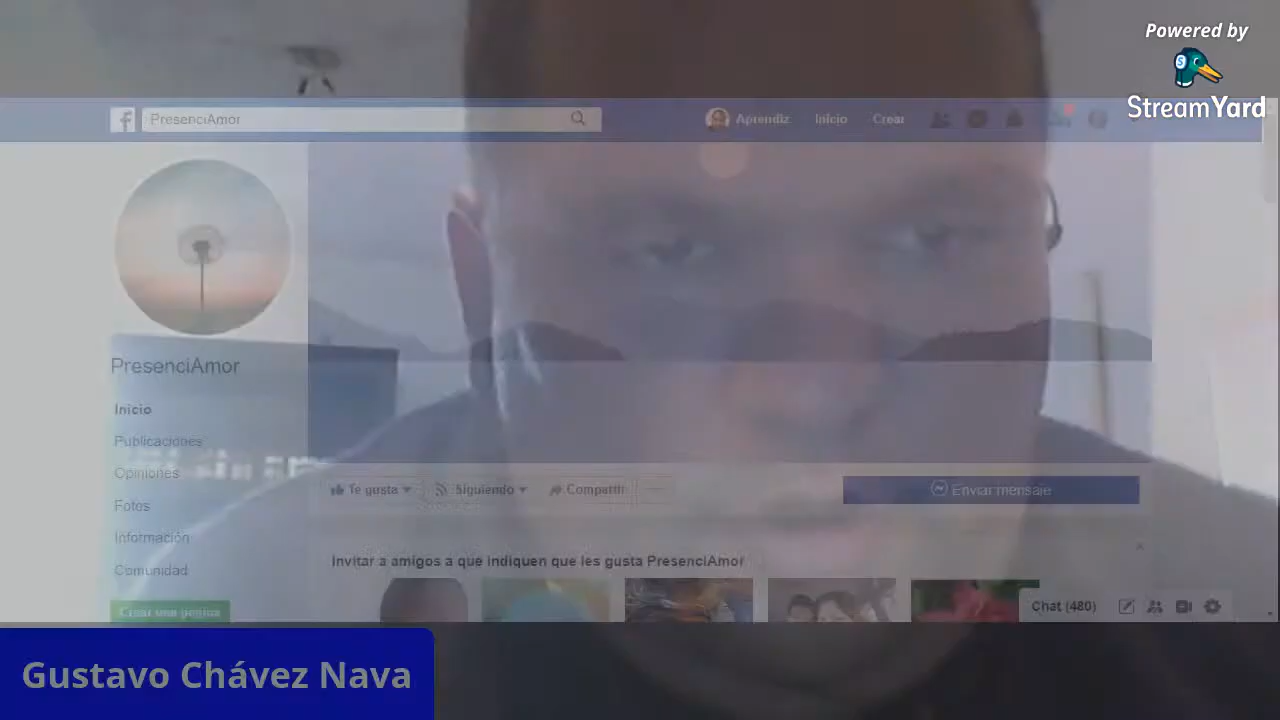 Powered by
StreamYard
PresenciAmor
Aprendiz
Inicio
Crear
PresenciAmor
Inicio
Publicaciones
Opiniones
Fotos
Información
Comunidad
Crear una página
Te gusta
Siguiendo
Compartir
Enviar mensaje
Invitar a amigos a que indiquen que les gusta PresenciAmor
Chat (480)
Gustavo Chávez Nava